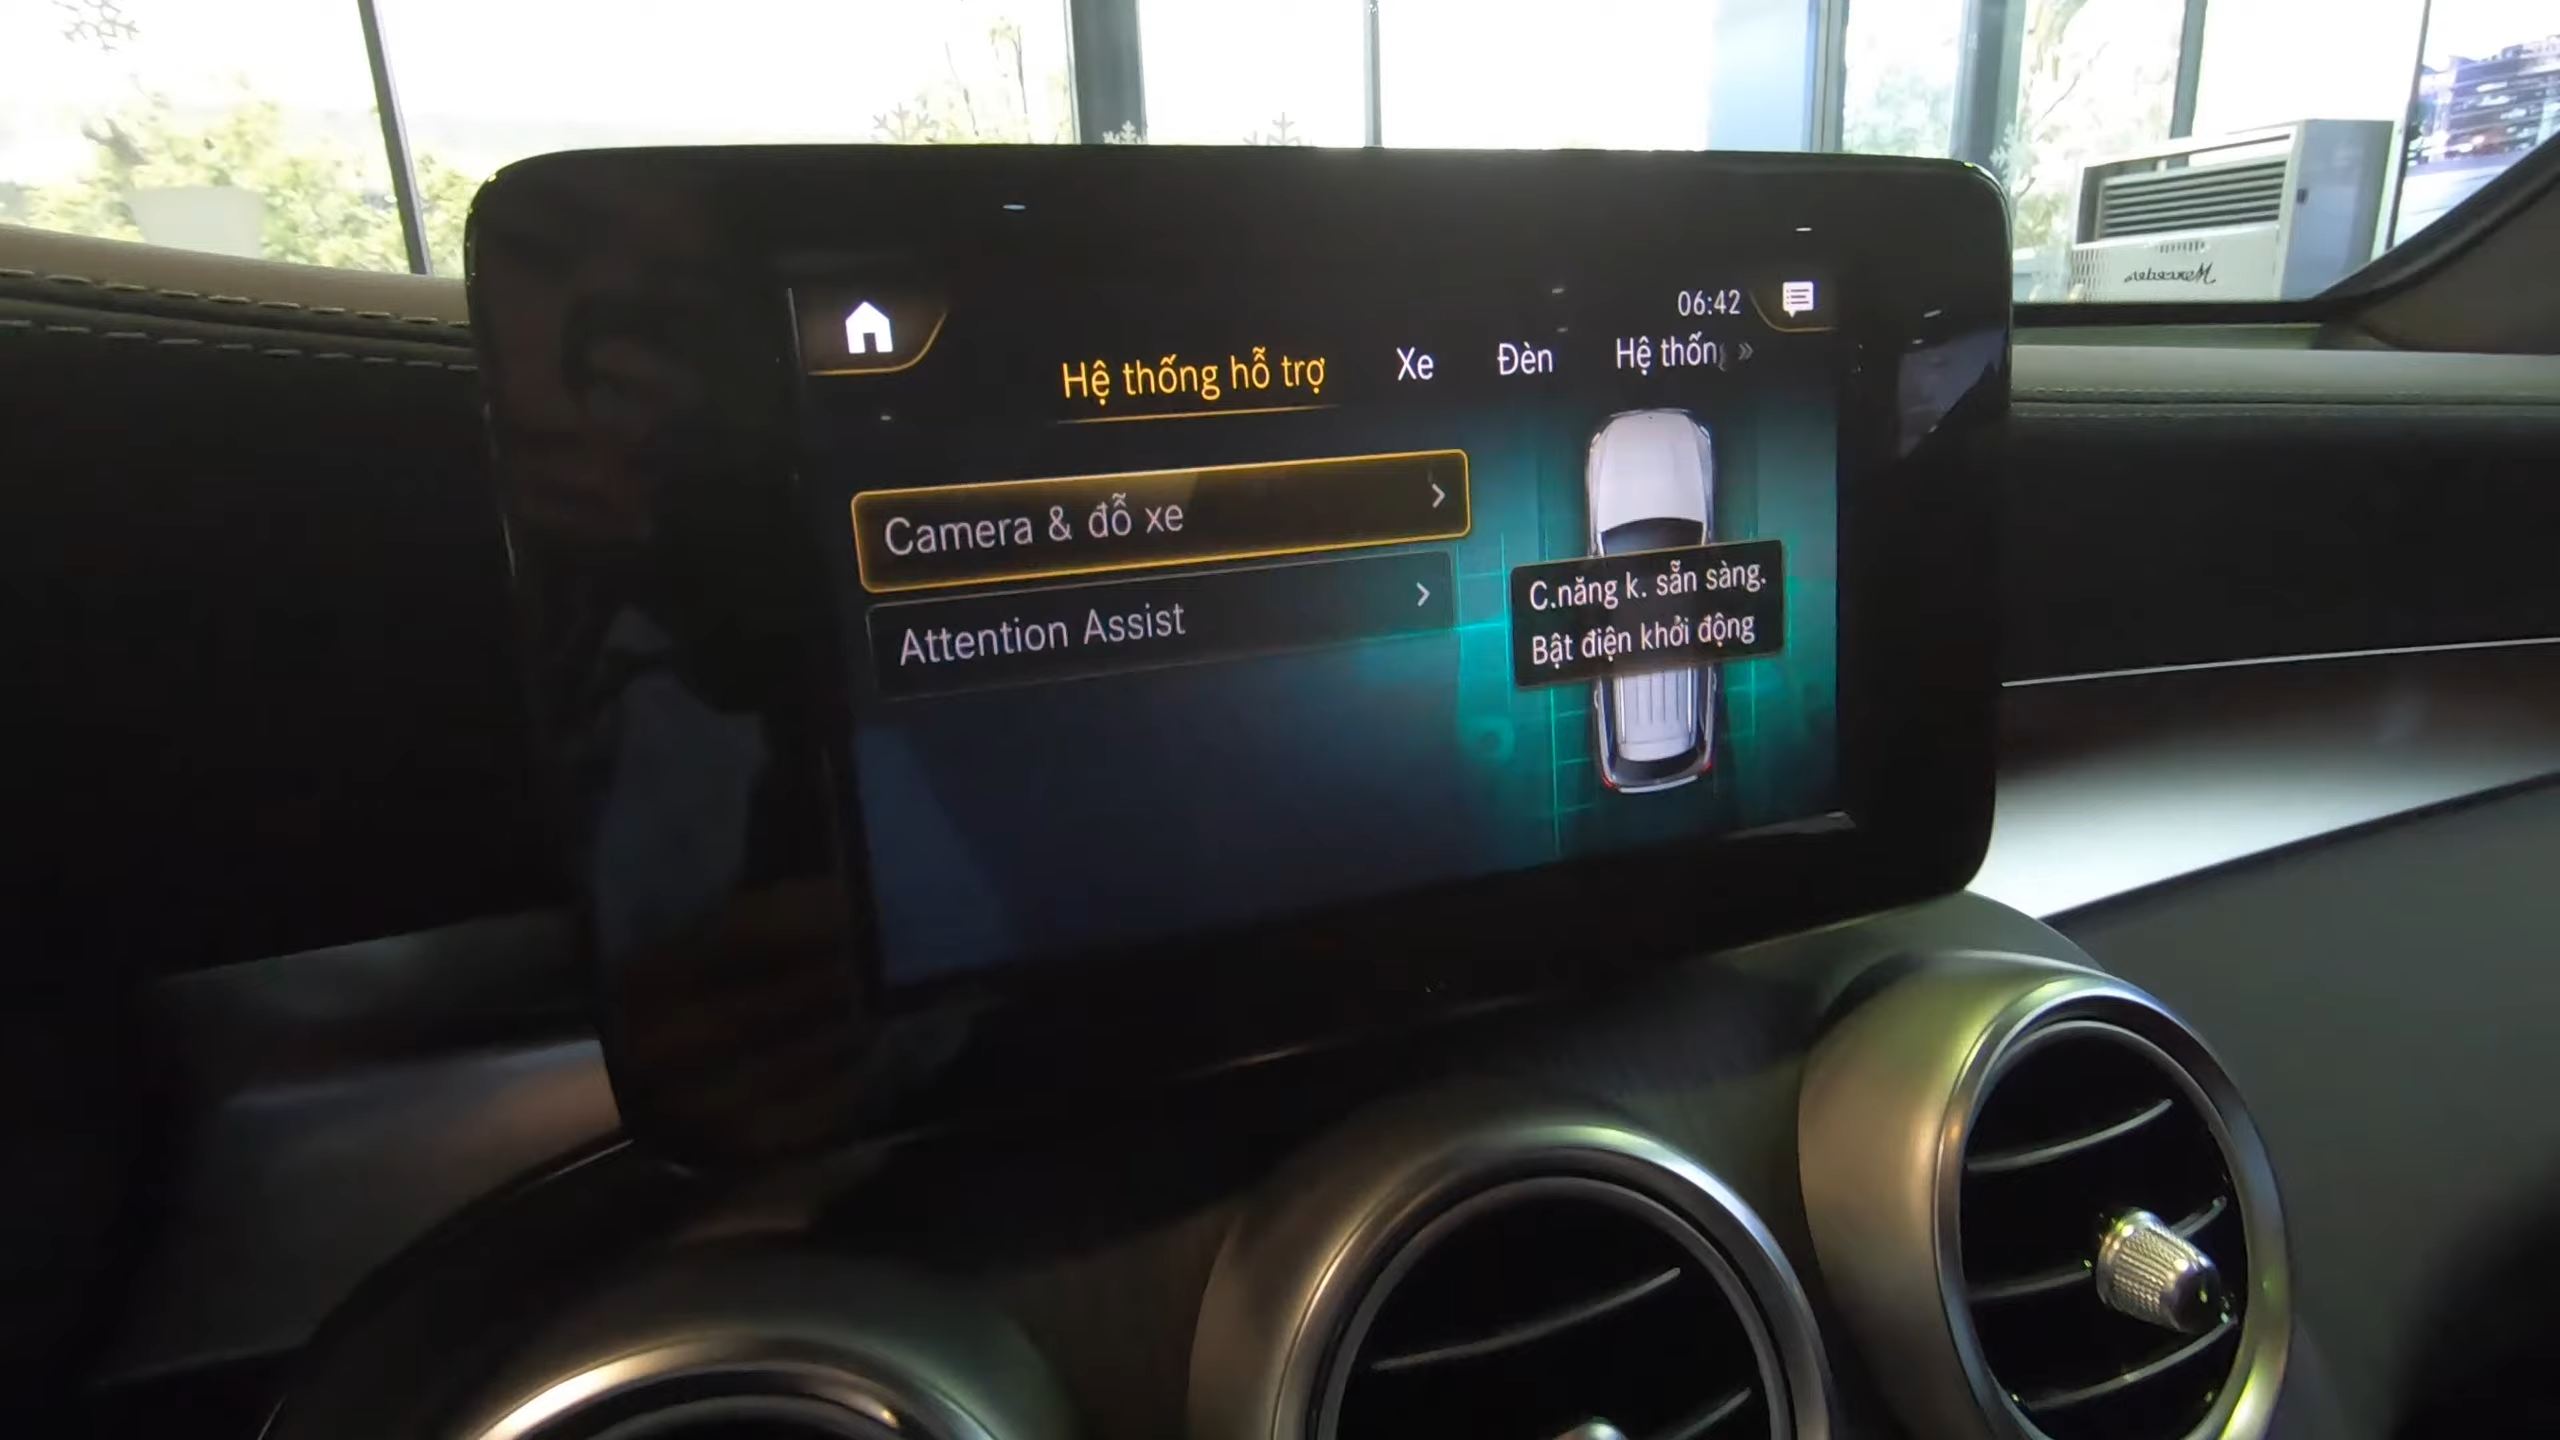 06:42
Hệ thống hỗ trợ
Xe
Đèn
Hệ thốn
Camera & đỗ xe
Attention Assist
C.năng k. sẵn sàng.
Bật điện khởi động